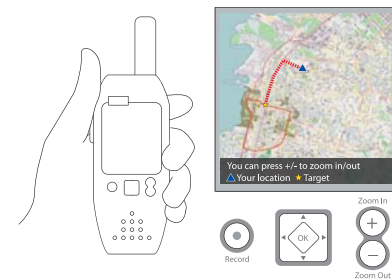 You can press +/- to zoom in/out
Your location ★ Target
Zoom In
+
OK
Record
−
Zoom Out